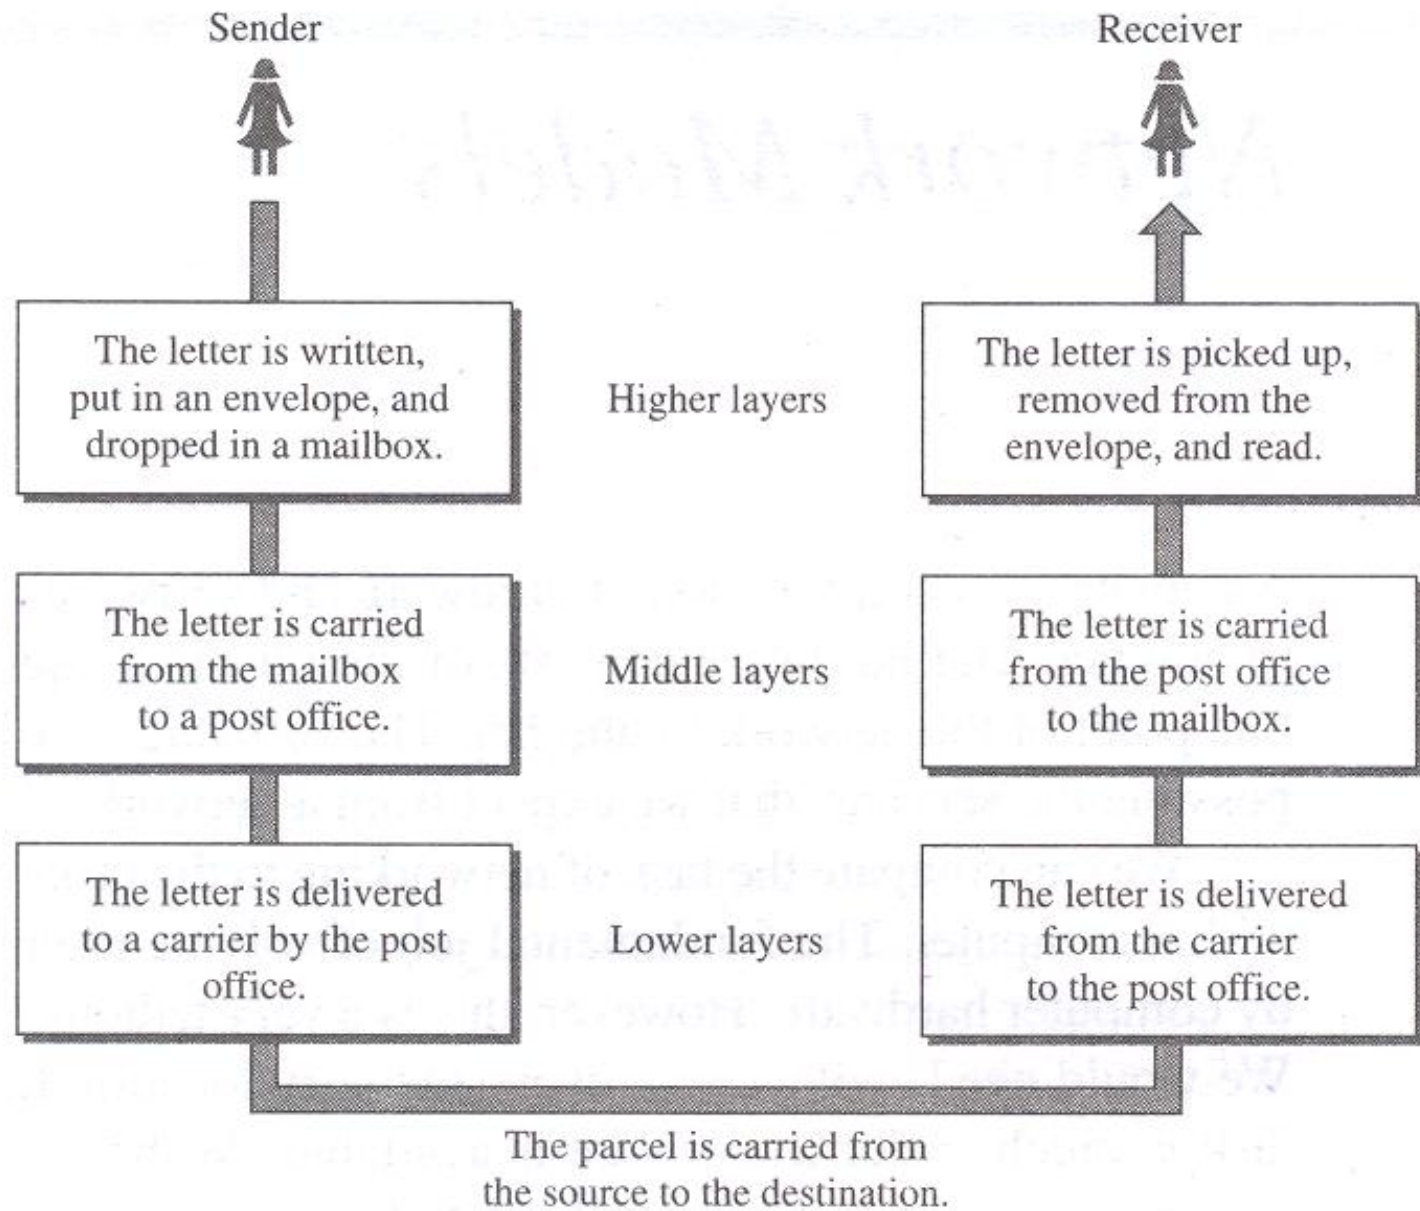 Sender
Receiver
The letter is written,
put in an envelope, and
dropped in a mailbox.
Higher layers
The letter is picked up,
removed from the
envelope, and read.
The letter is carried
from the mailbox
to a post office.
Middle layers
The letter is carried
from the post office
to the mailbox.
The letter is delivered
to a carrier by the post
office.
Lower layers
The letter is delivered
from the carrier
to the post office.
The parcel is carried from
the source to the destination.